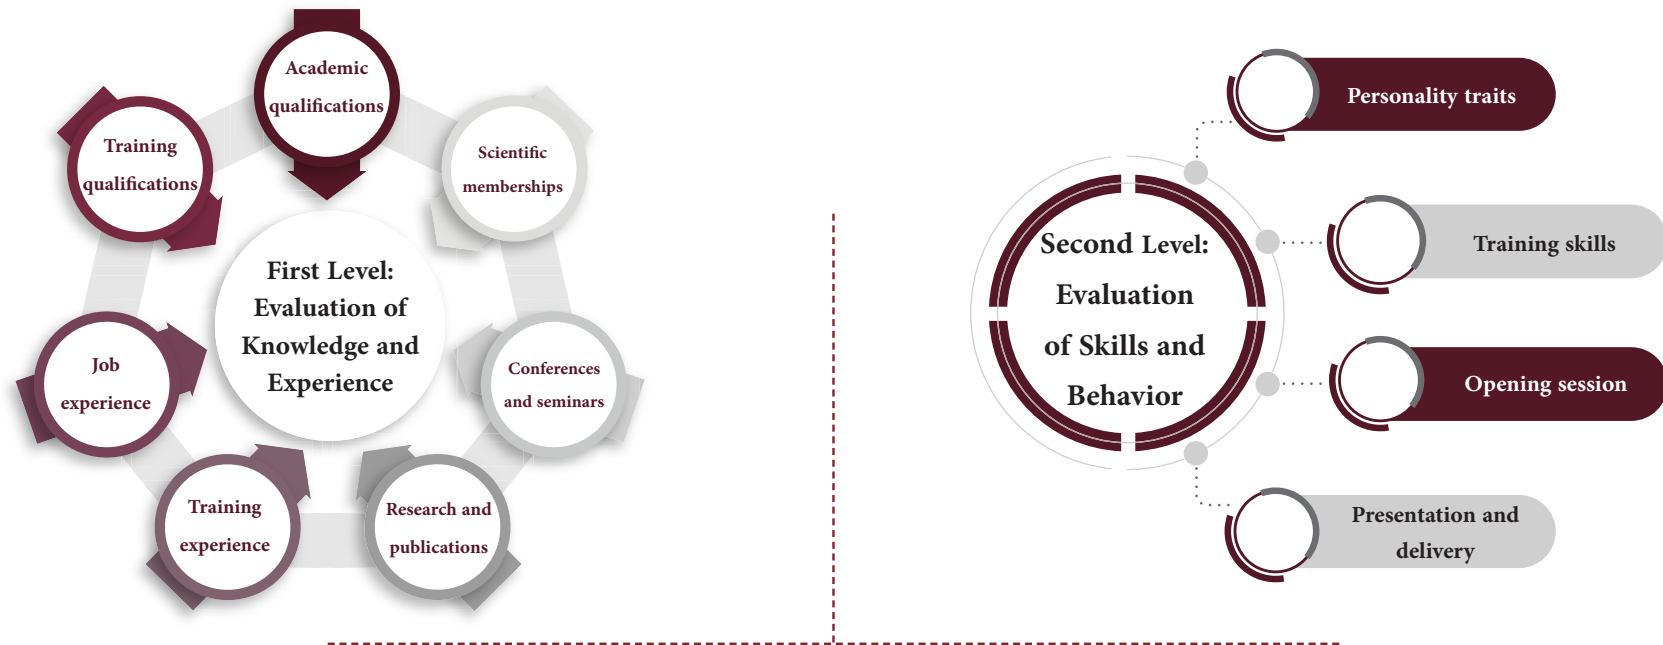 Academic
qualifications
Training
qualifications
Scientific
memberships
First Level:
Evaluation of
Knowledge and
Experience
Job
experience
Conferences
and seminars
Training
experience
Research and
publications
Second Level:
Evaluation
of Skills and
Behavior
Personality traits
Training skills
Opening session
Presentation and
delivery